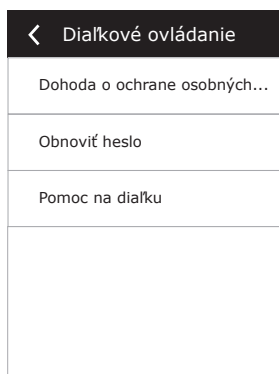 Diaľkové ovládanie
Dohoda o ochrane osobných...
Obnoviť heslo
Pomoc na diaľku